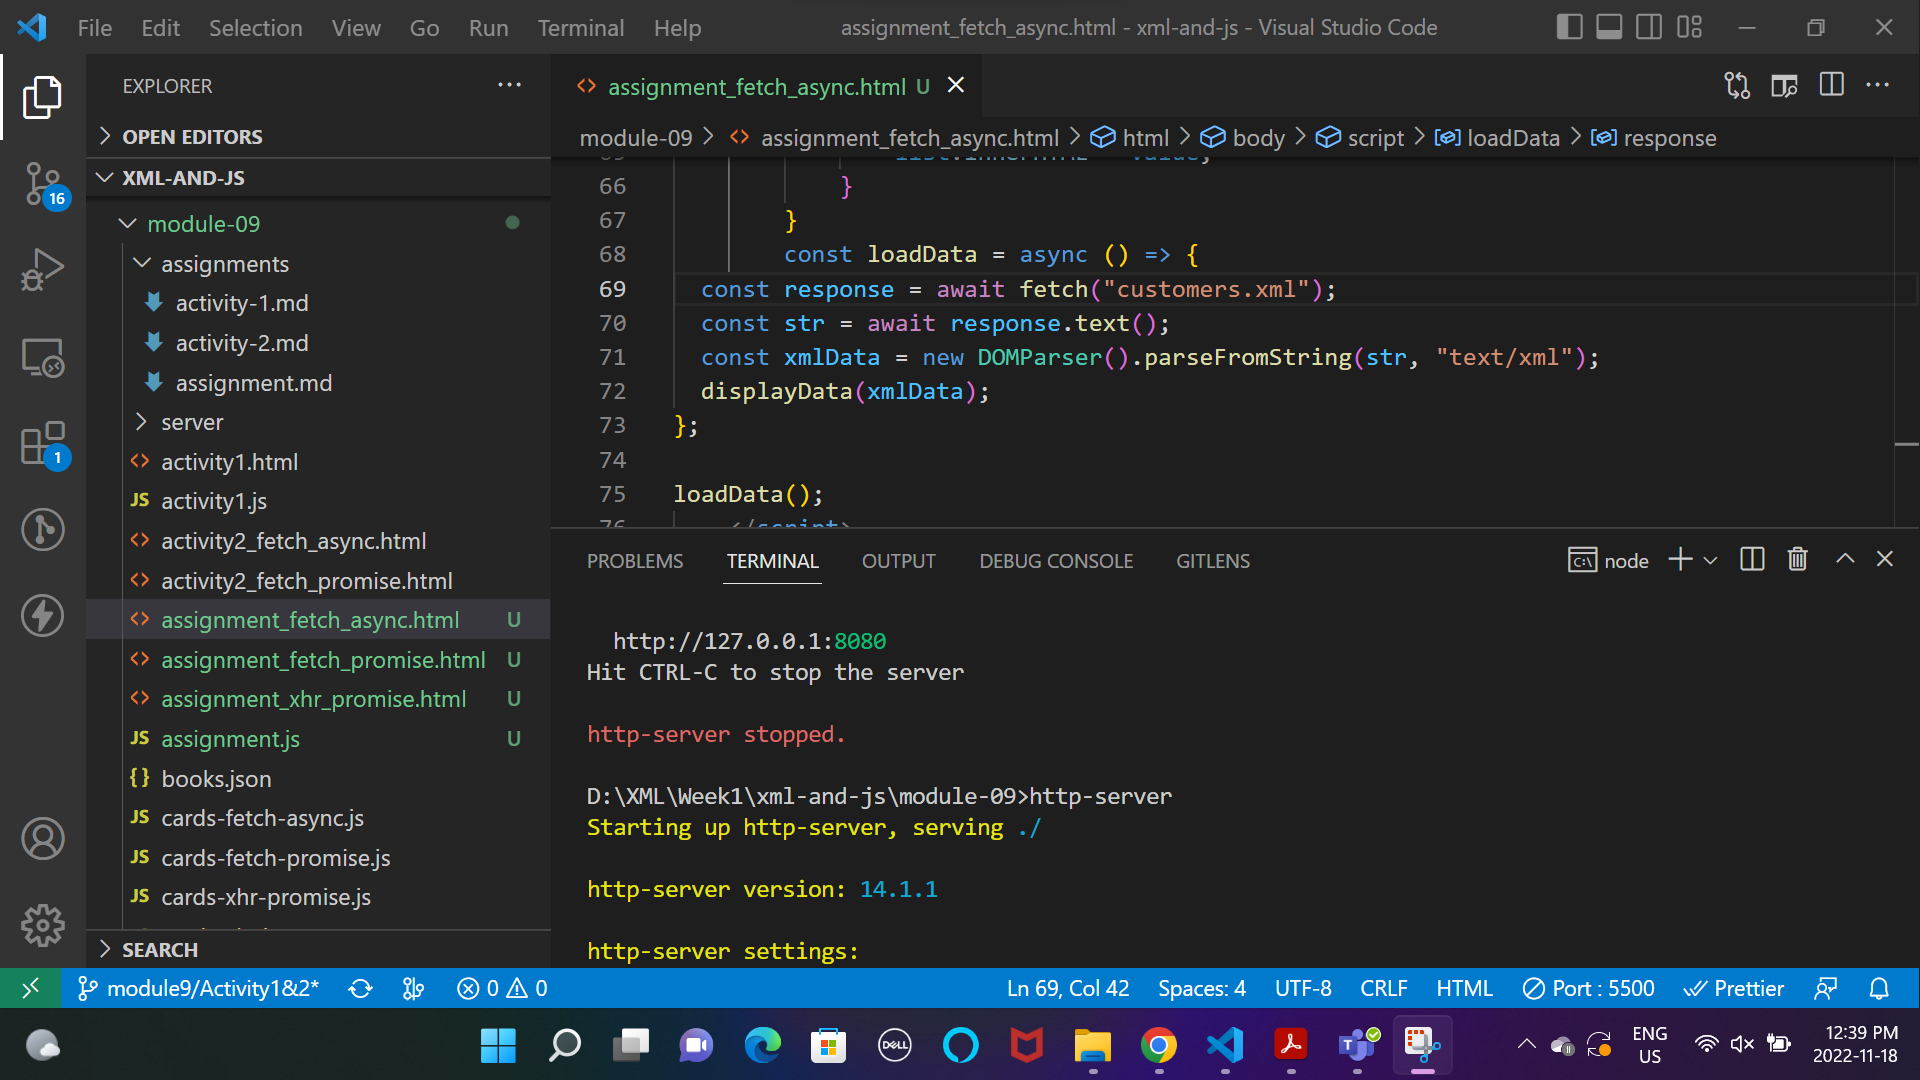 File Edit Selection View Go Run Terminal Help
assignment_fetch_async.html - xml-and-js - Visual Studio Code
EXPLORER
OPEN EDITORS
XML-AND-JS
module-09
assignments
activity-1.md
activity-2.md
assignment.md
server
activity1.html
JS activity1.js
activity2_fetch_async.html
activity2_fetch_promise.html
assignment_fetch_async.html U
assignment_fetch_promise.html U
assignment_xhr_promise.html U
JS assignment.js U
{} books.json
JS cards-fetch-async.js
JS cards-fetch-promise.js
JS cards-xhr-promise.js
SEARCH
16
1
assignment_fetch_async.html U
module-09 > assignment_fetch_async.html > html > body > script > loadData > response
66 }
67 }
68 const loadData = async () => {
69 const response = await fetch("customers.xml");
70 const str = await response.text();
71 const xmlData = new DOMParser().parseFromString(str, "text/xml");
72 displayData(xmlData);
73 };
74
75 loadData();
76 </script>
PROBLEMS TERMINAL OUTPUT DEBUG CONSOLE GITLENS
node
http://127.0.0.1:8080
Hit CTRL-C to stop the server
http-server stopped.
D:\XML\Week1\xml-and-js\module-09>http-server
Starting up http-server, serving ./
http-server version: 14.1.1
http-server settings:
module9/Activity1&2* 0 0 Ln 69, Col 42 Spaces: 4 UTF-8 CRLF HTML Port : 5500 Prettier
DELL
ENG
US
12:39 PM
2022-11-18